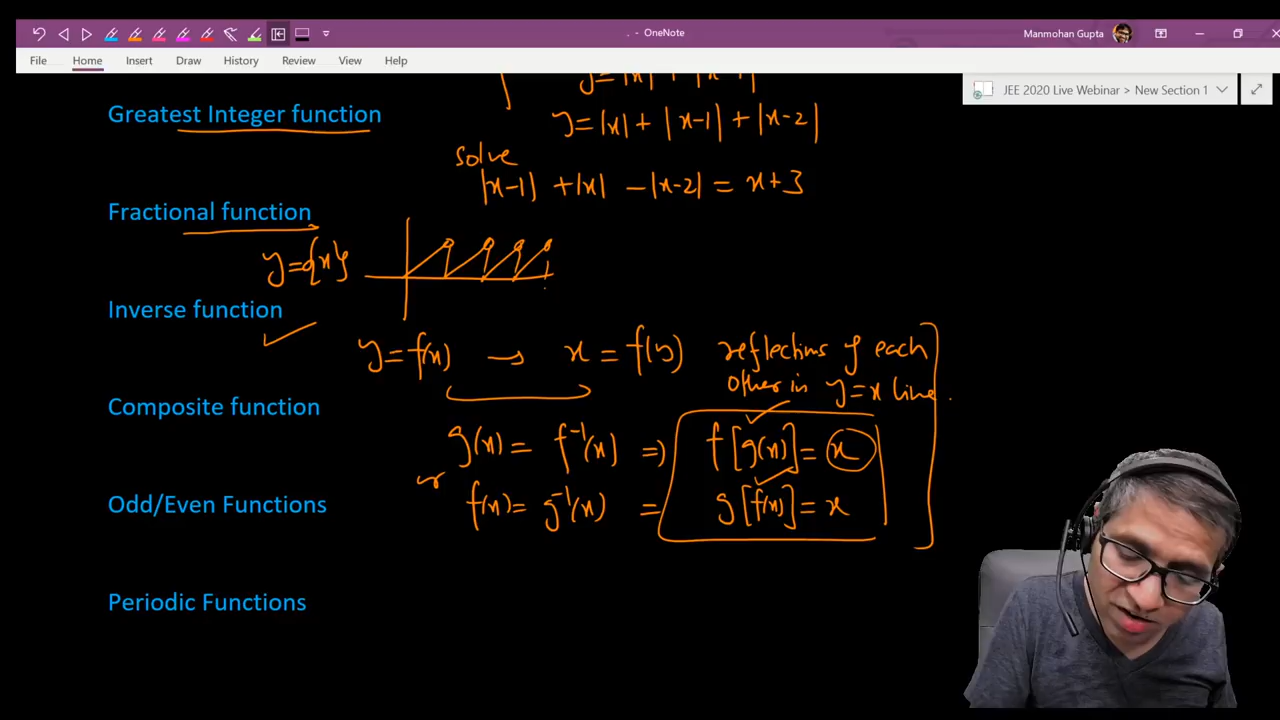 - OneNote
Manmohan Gupta
File Home Insert Draw History Review View Help
JEE 2020 Live Webinar > New Section 1
Greatest Integer function
y=|x|+|x-1|+|x-2|
solve
|x-1| +|x| -|x-2| = x+3
Fractional function
y={x}
Inverse function
y=f(x) → x=f(y) reflections of each
other in y=x line.
Composite function
g(x)= f⁻¹(x) ⇒ f[g(x)]=x
or
f(x)= g⁻¹(x) = g[f(x)]=x
Odd/Even Functions
Periodic Functions